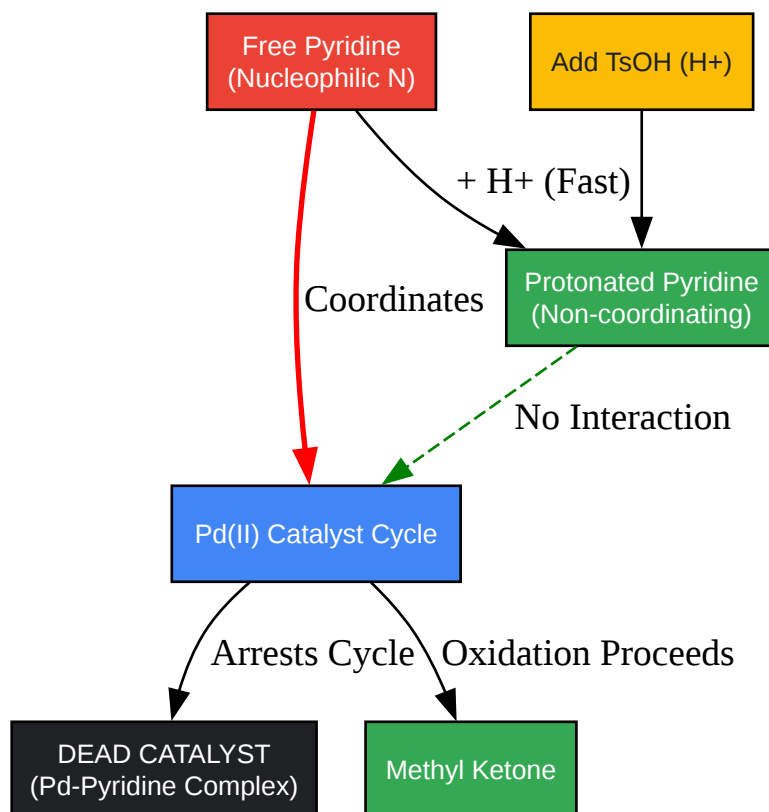 Free Pyridine
(Nucleophilic N)
Add TsOH (H+)
+ H+ (Fast)
Protonated Pyridine
(Non-coordinating)
Coordinates
No Interaction
Pd(II) Catalyst Cycle
Arrests Cycle
Oxidation Proceeds
DEAD CATALYST
(Pd-Pyridine Complex)
Methyl Ketone